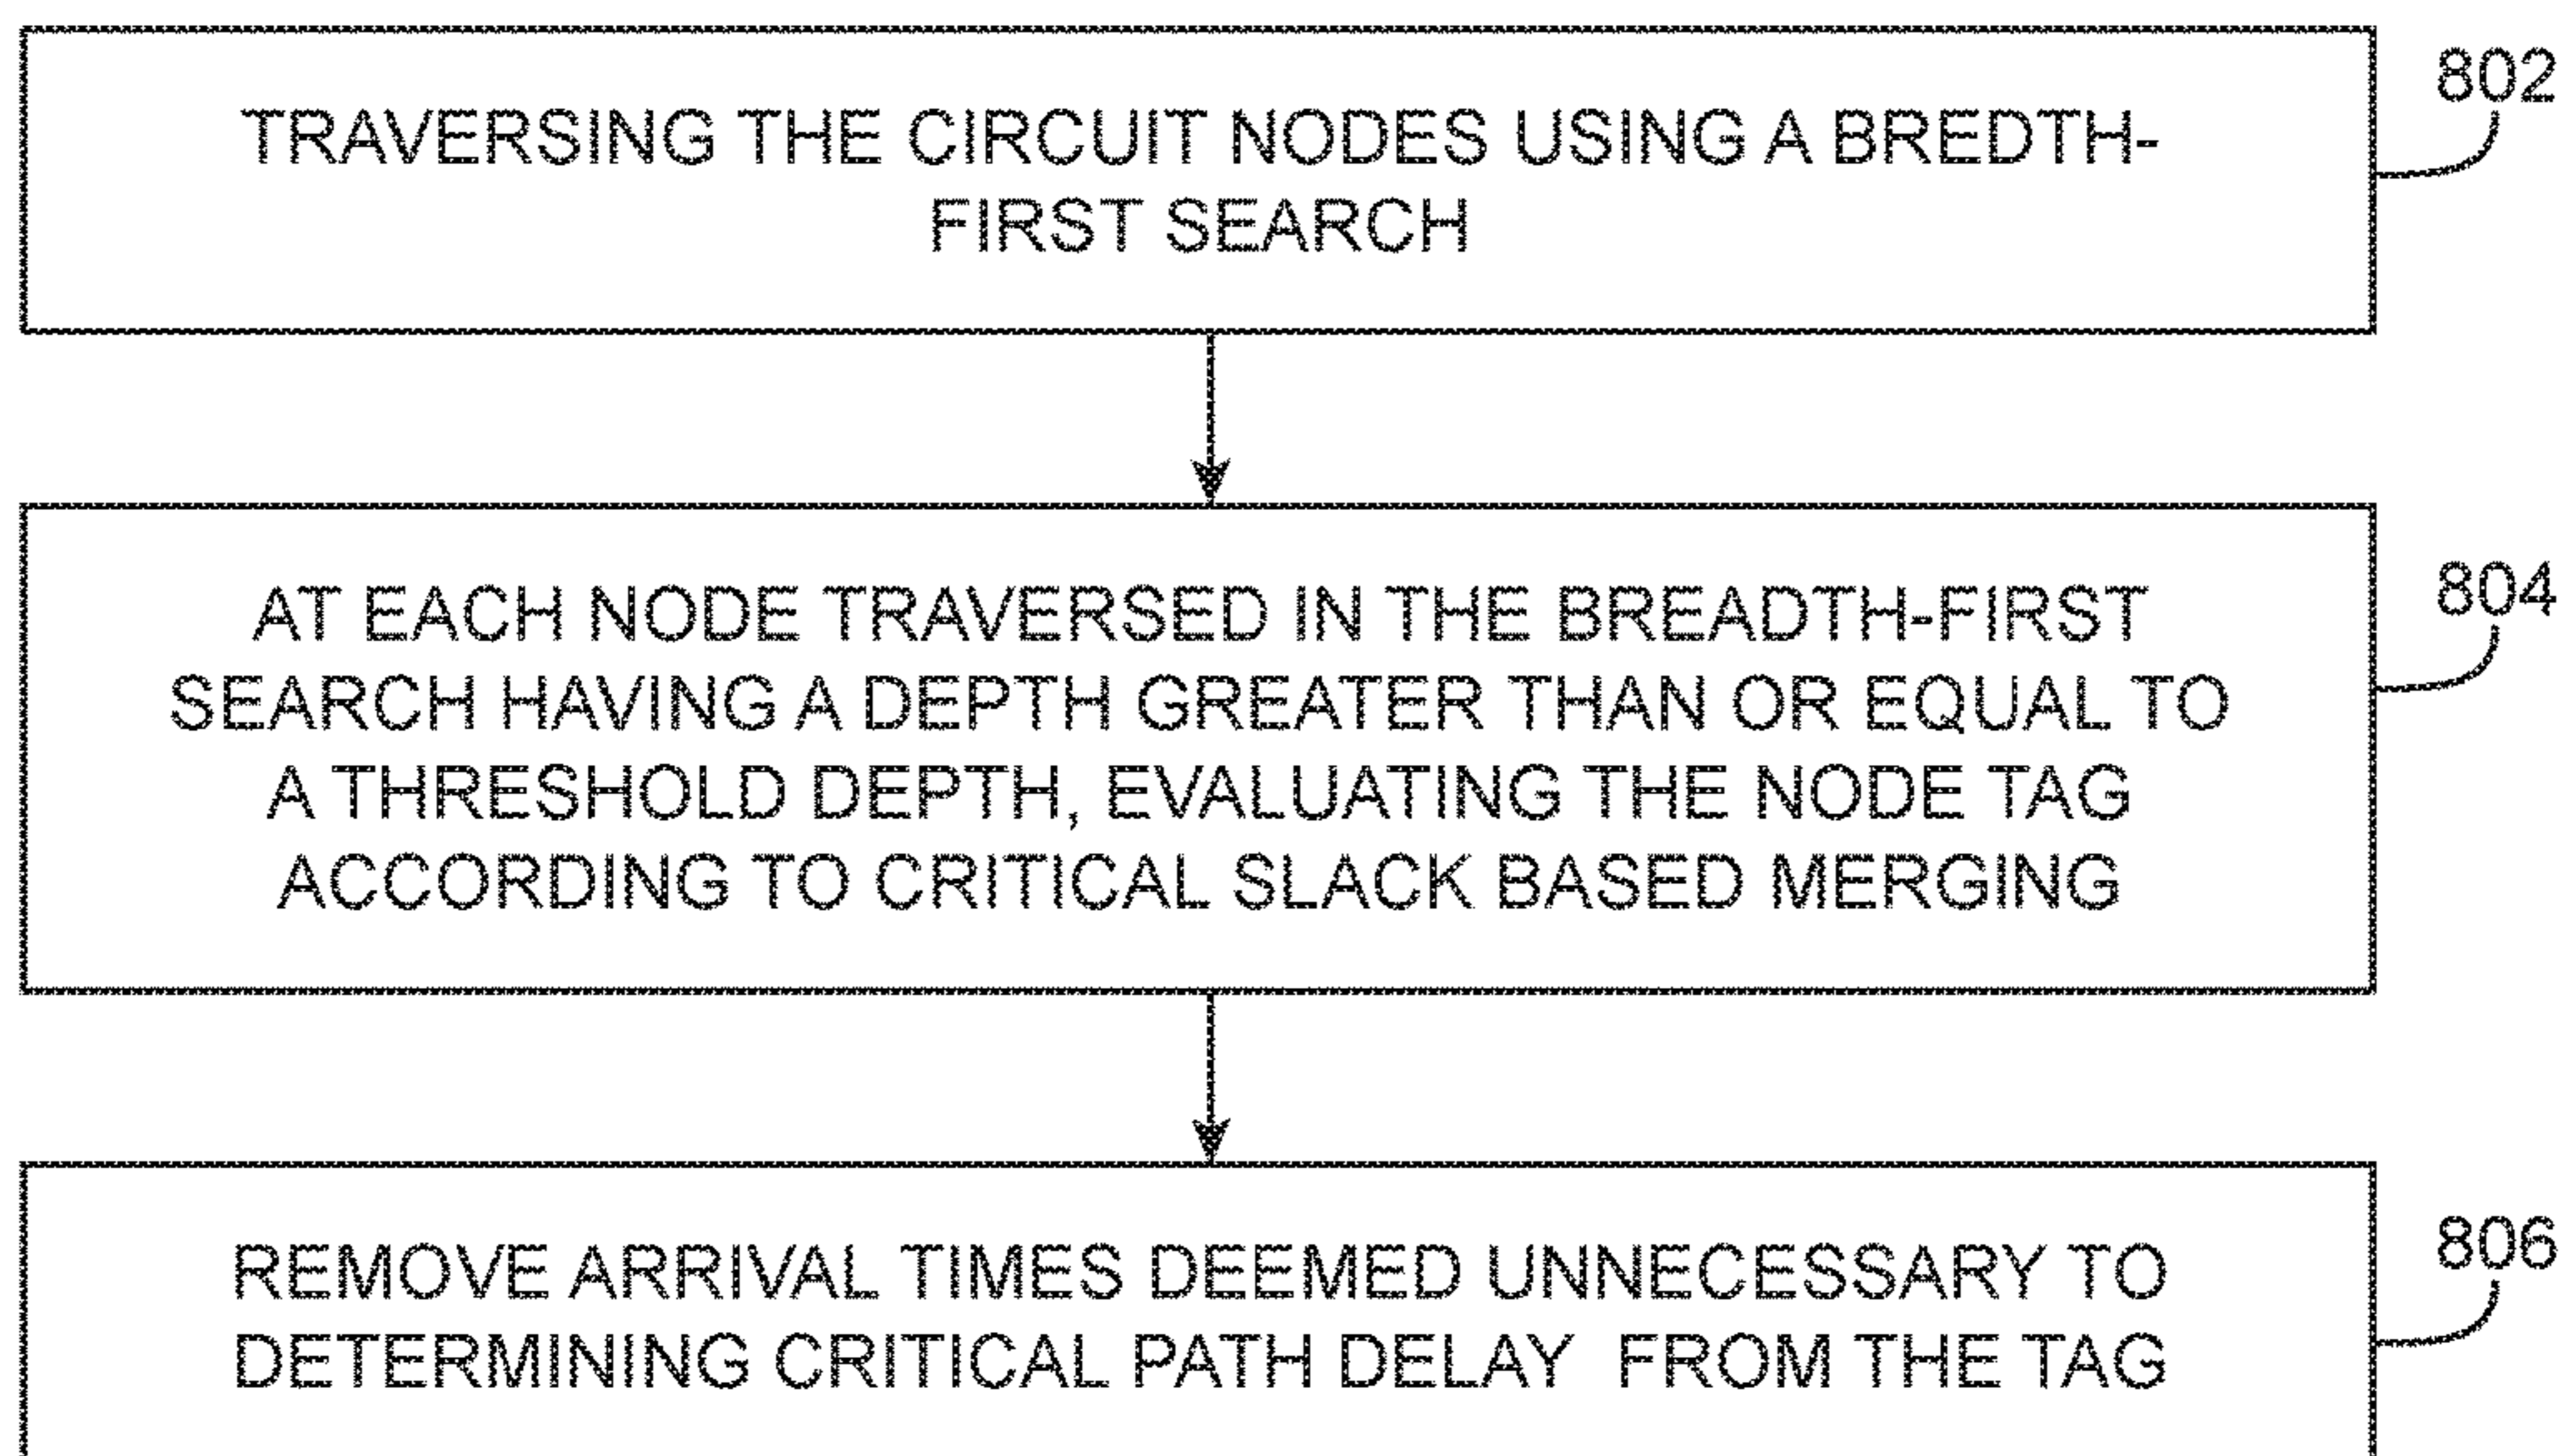 TRAVERSING THE CIRCUIT NODES USING A BREDTH-
FIRST SEARCH
802
AT EACH NODE TRAVERSED IN THE BREADTH-FIRST
SEARCH HAVING A DEPTH GREATER THAN OR EQUAL TO
A THRESHOLD DEPTH, EVALUATING THE NODE TAG
ACCORDING TO CRITICAL SLACK BASED MERGING
804
REMOVE ARRIVAL TIMES DEEMED UNNECESSARY TO
DETERMINING CRITICAL PATH DELAY FROM THE TAG
806